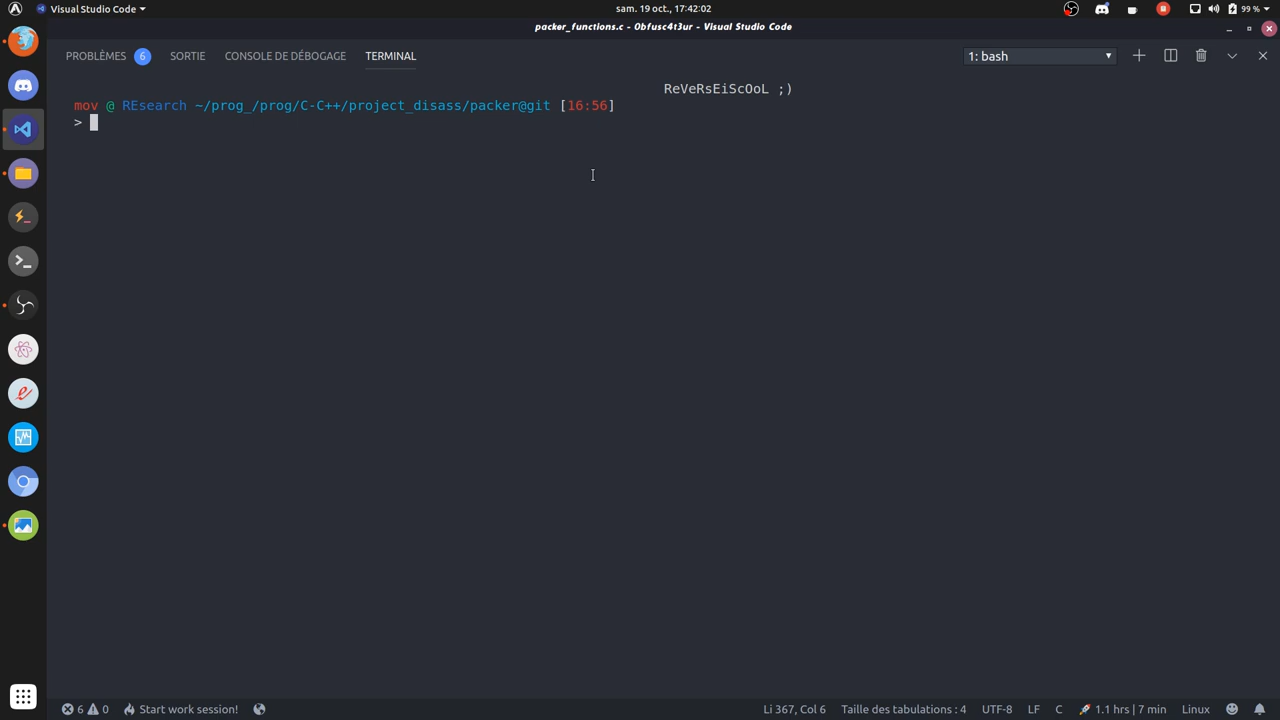 Visual Studio Code
sam. 19 oct., 17:42:02
99 %
packer_functions.c - Obfusc4t3ur - Visual Studio Code
PROBLÈMES 6 SORTIE CONSOLE DE DÉBOGAGE TERMINAL 1: bash
ReVeRsEiScOoL ;)
mov @ REsearch ~/prog_/prog/C-C++/project_disass/packer@git [16:56]
>
6 0 Start work session! Li 367, Col 6 Taille des tabulations : 4 UTF-8 LF C 🚀 1.1 hrs | 7 min Linux